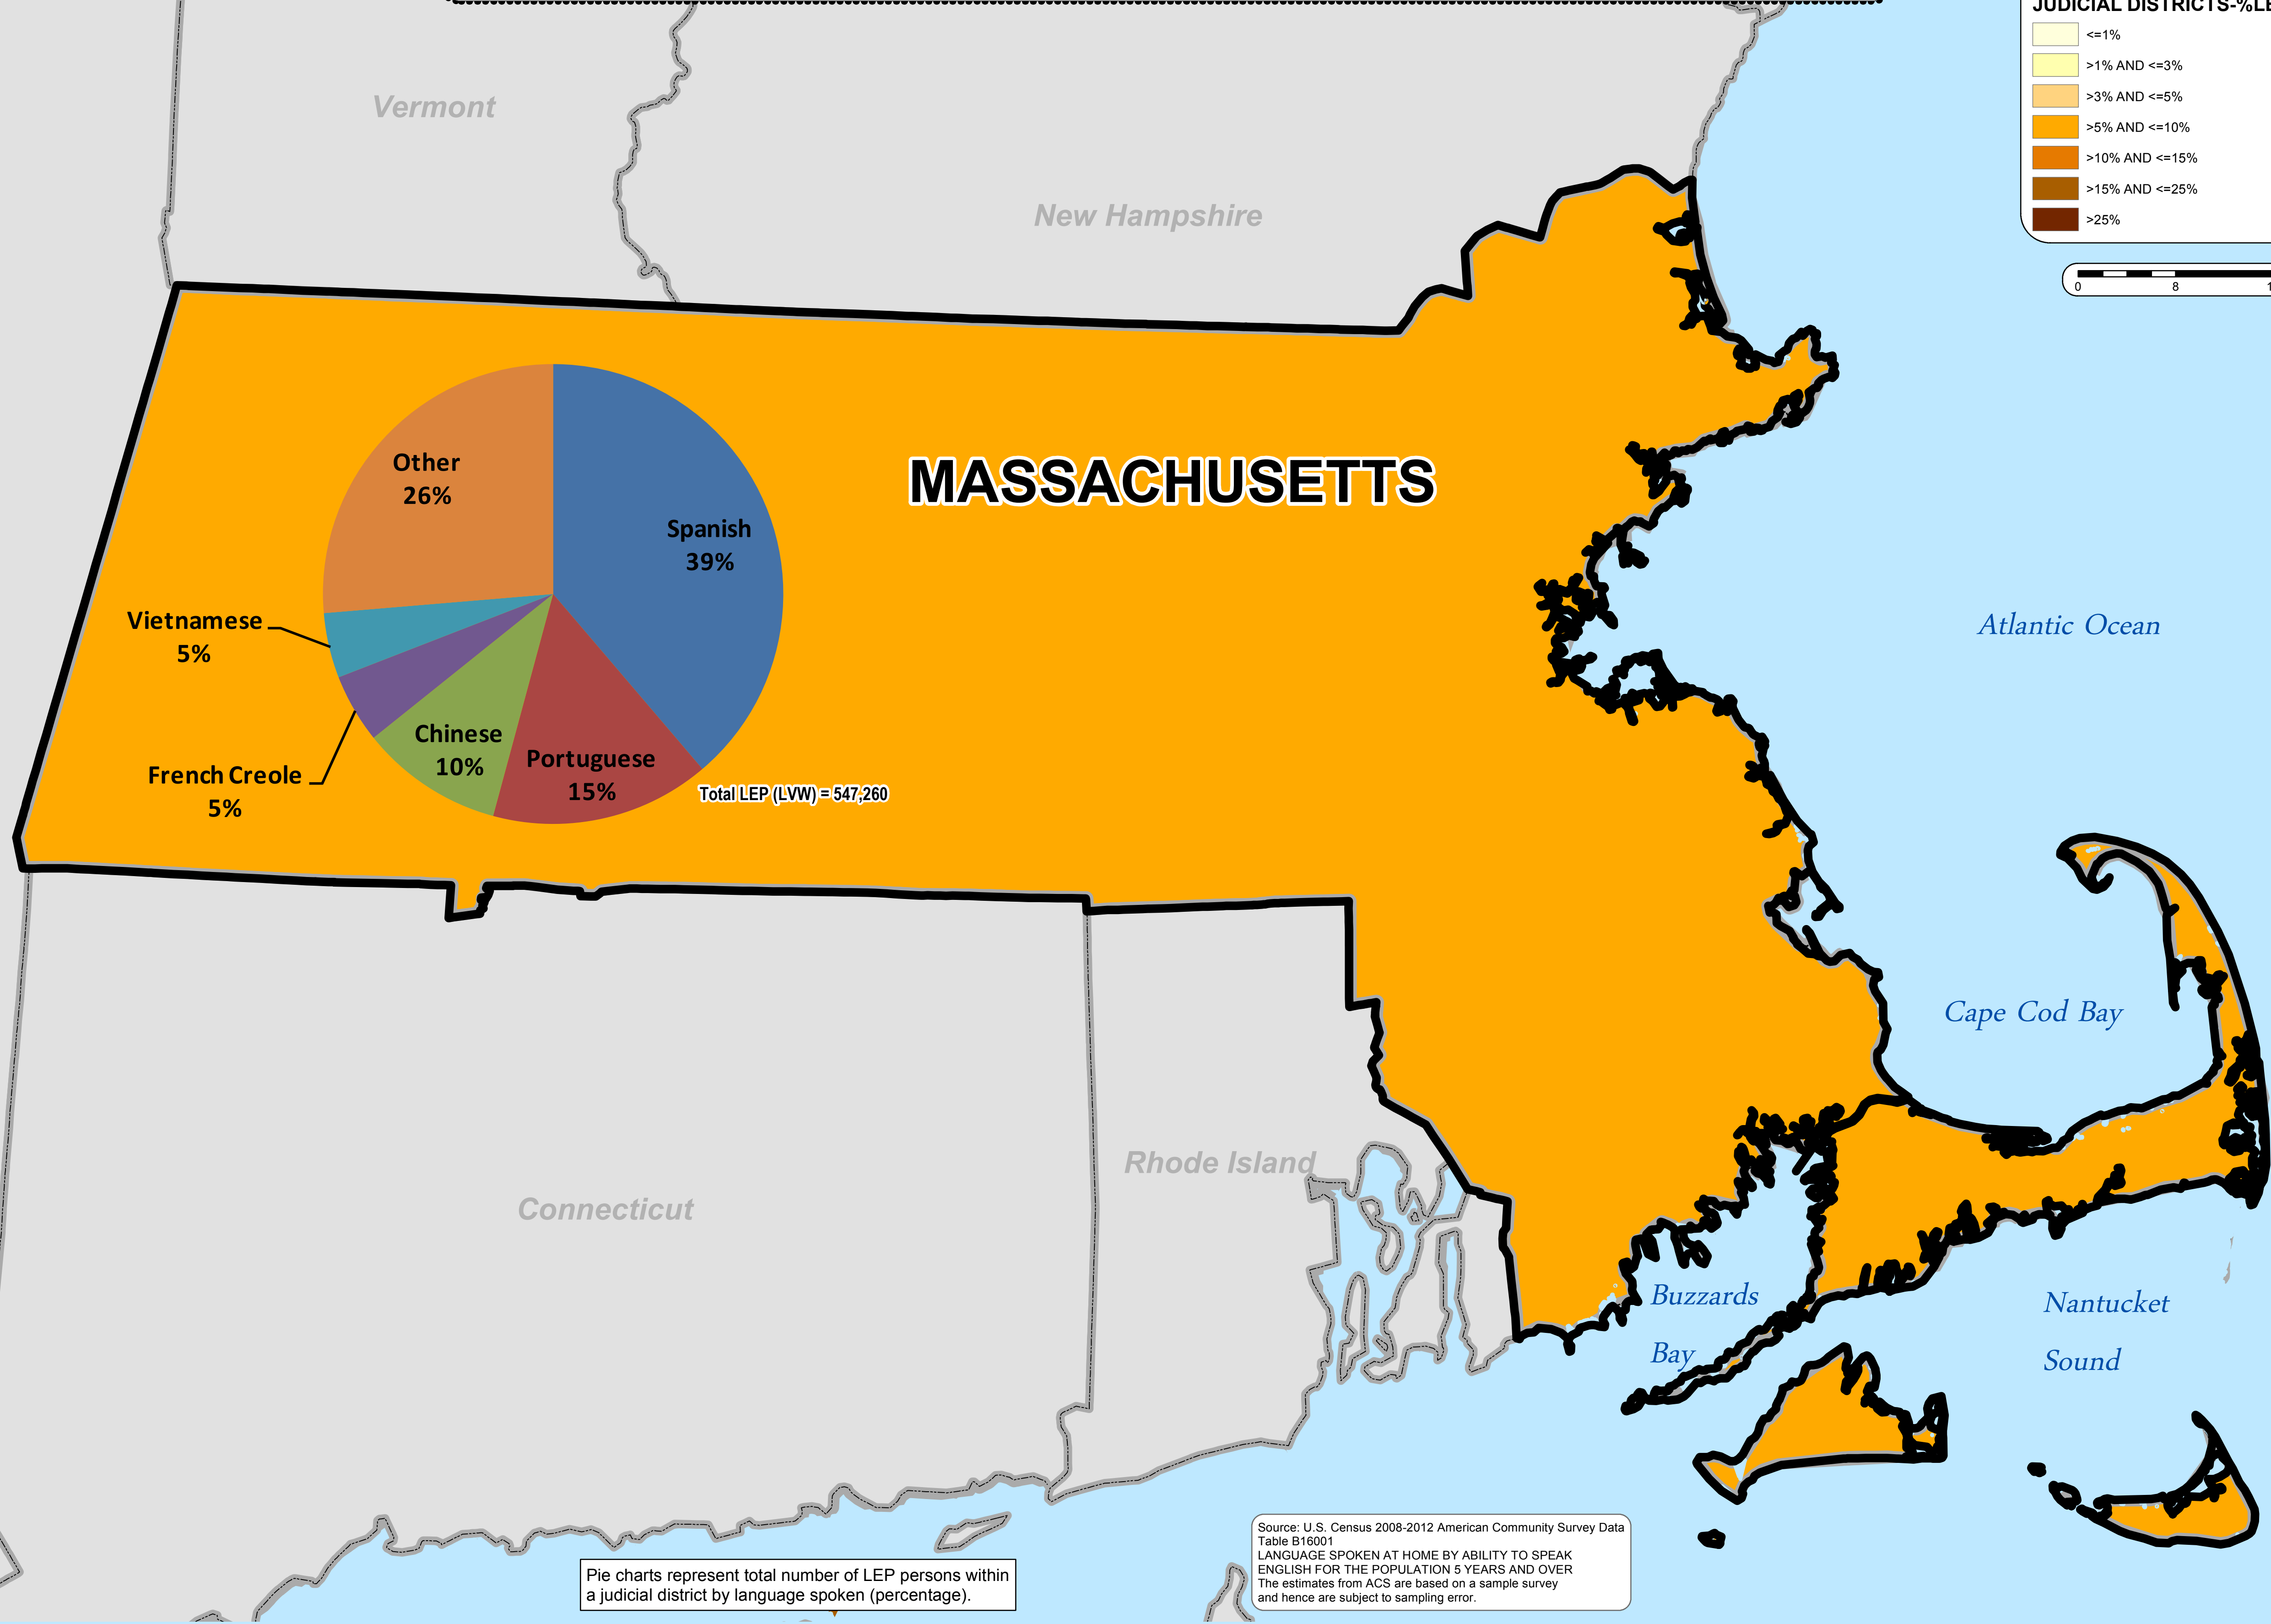 JUDICIAL DISTRICTS-%LE
<=1%
>1% AND <=3%
>3% AND <=5%
>5% AND <=10%
>10% AND <=15%
>15% AND <=25%
>25%
0 8 1
Vermont
New Hampshire
MASSACHUSETTS
Other
26%
Spanish
39%
Vietnamese
5%
French Creole
5%
Chinese
10%
Portuguese
15%
Total LEP (LVW) = 547,260
Atlantic Ocean
Cape Cod Bay
Rhode Island
Connecticut
Buzzards
Bay
Nantucket
Sound
Pie charts represent total number of LEP persons within
a judicial district by language spoken (percentage).
Source: U.S. Census 2008-2012 American Community Survey Data
Table B16001
LANGUAGE SPOKEN AT HOME BY ABILITY TO SPEAK
ENGLISH FOR THE POPULATION 5 YEARS AND OVER
The estimates from ACS are based on a sample survey
and hence are subject to sampling error.